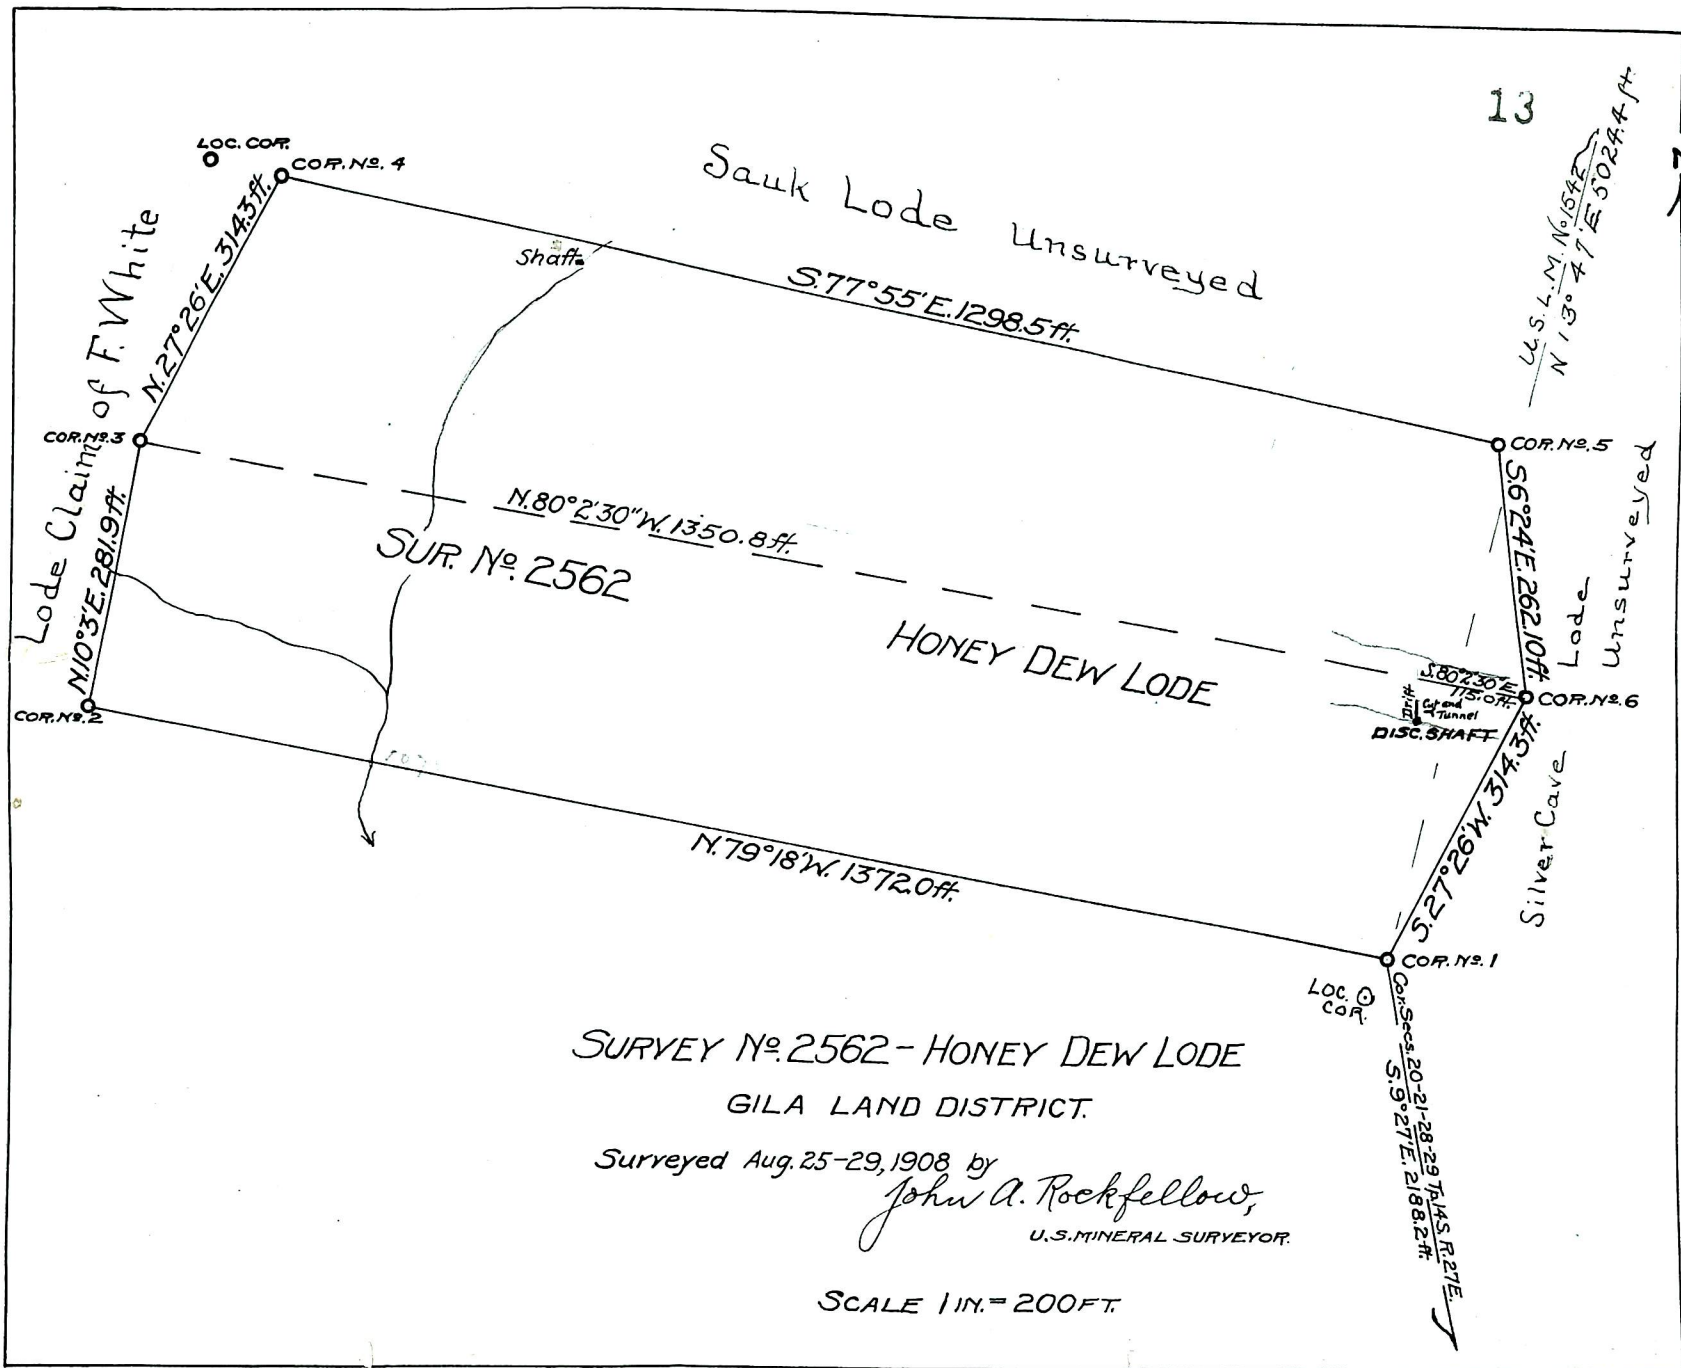 13
LOC. COR.
COR. Nº. 4
Sauk Lode Unsurveyed
U.S.L.M. Nº 1542
N 13° 47' E 5024.4 ft.
Lode Claim of F. White
N.27°26'E. 314.3ft.
Shaft
S.77°55'E. 1298.5ft.
COR. Nº. 3
COR. Nº. 5
N.80°2'30"W. 1350.8ft.
SUR. Nº. 2562
S.6°24'E. 262.10ft.
Lode
Unsurveyed
HONEY DEW LODE
N.10°3'E. 281.9ft.
S.80°2'30"E.
115.0ft.
Drift
Cut and
Tunnel
DISC. SHAFT
COR. Nº. 6
COR. Nº. 2
S.27°26'W. 314.3ft.
Silver Cave
N.79°18'W. 1372.0ft.
COR. Nº. 1
LOC.
COR.
Cor. Secs. 20-21-28-29 Tp.14S. R.27E.
S.9°27'E. 2188.2ft.
SURVEY Nº. 2562 - HONEY DEW LODE
GILA LAND DISTRICT.
Surveyed Aug. 25-29, 1908 by
John A. Rockfellow,
U.S. MINERAL SURVEYOR.
SCALE 1 IN. = 200 FT.